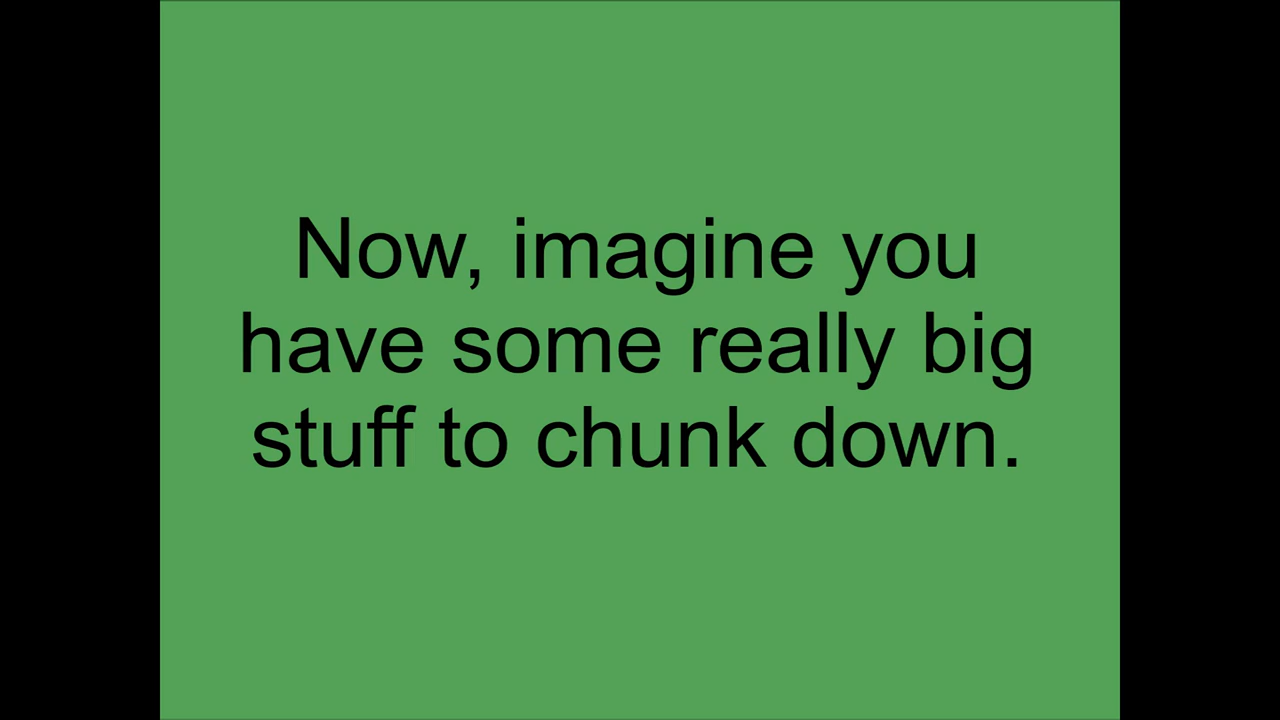 Now, imagine you
have some really big
stuff to chunk down.